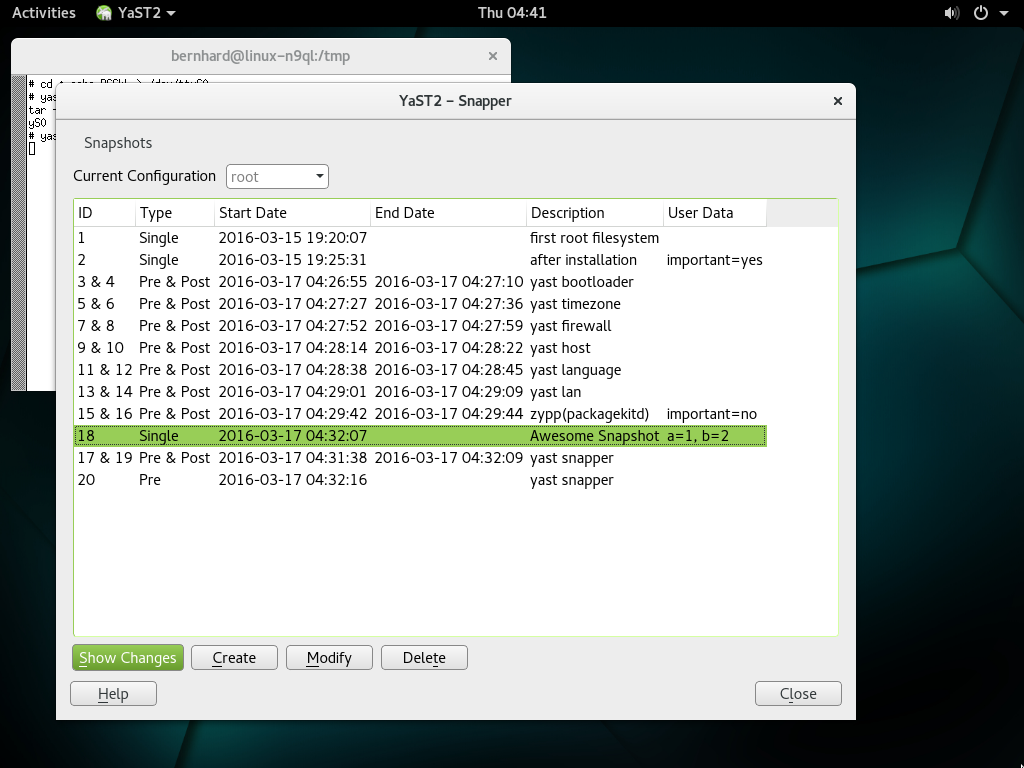 Activities YaST2 Thu 04:41
bernhard@linux-n9ql:/tmp
# yas
tar
yS0
# yas
YaST2 - Snapper
Snapshots
Current Configuration root
ID Type Start Date End Date Description User Data
1 Single 2016-03-15 19:20:07 first root filesystem
2 Single 2016-03-15 19:25:31 after installation important=yes
3 & 4 Pre & Post 2016-03-17 04:26:55 2016-03-17 04:27:10 yast bootloader
5 & 6 Pre & Post 2016-03-17 04:27:27 2016-03-17 04:27:36 yast timezone
7 & 8 Pre & Post 2016-03-17 04:27:52 2016-03-17 04:27:59 yast firewall
9 & 10 Pre & Post 2016-03-17 04:28:14 2016-03-17 04:28:22 yast host
11 & 12 Pre & Post 2016-03-17 04:28:38 2016-03-17 04:28:45 yast language
13 & 14 Pre & Post 2016-03-17 04:29:01 2016-03-17 04:29:09 yast lan
15 & 16 Pre & Post 2016-03-17 04:29:42 2016-03-17 04:29:44 zypp(packagekitd) important=no
18 Single 2016-03-17 04:32:07 Awesome Snapshot a=1, b=2
17 & 19 Pre & Post 2016-03-17 04:31:38 2016-03-17 04:32:09 yast snapper
20 Pre 2016-03-17 04:32:16 yast snapper
Show Changes Create Modify Delete
Help Close